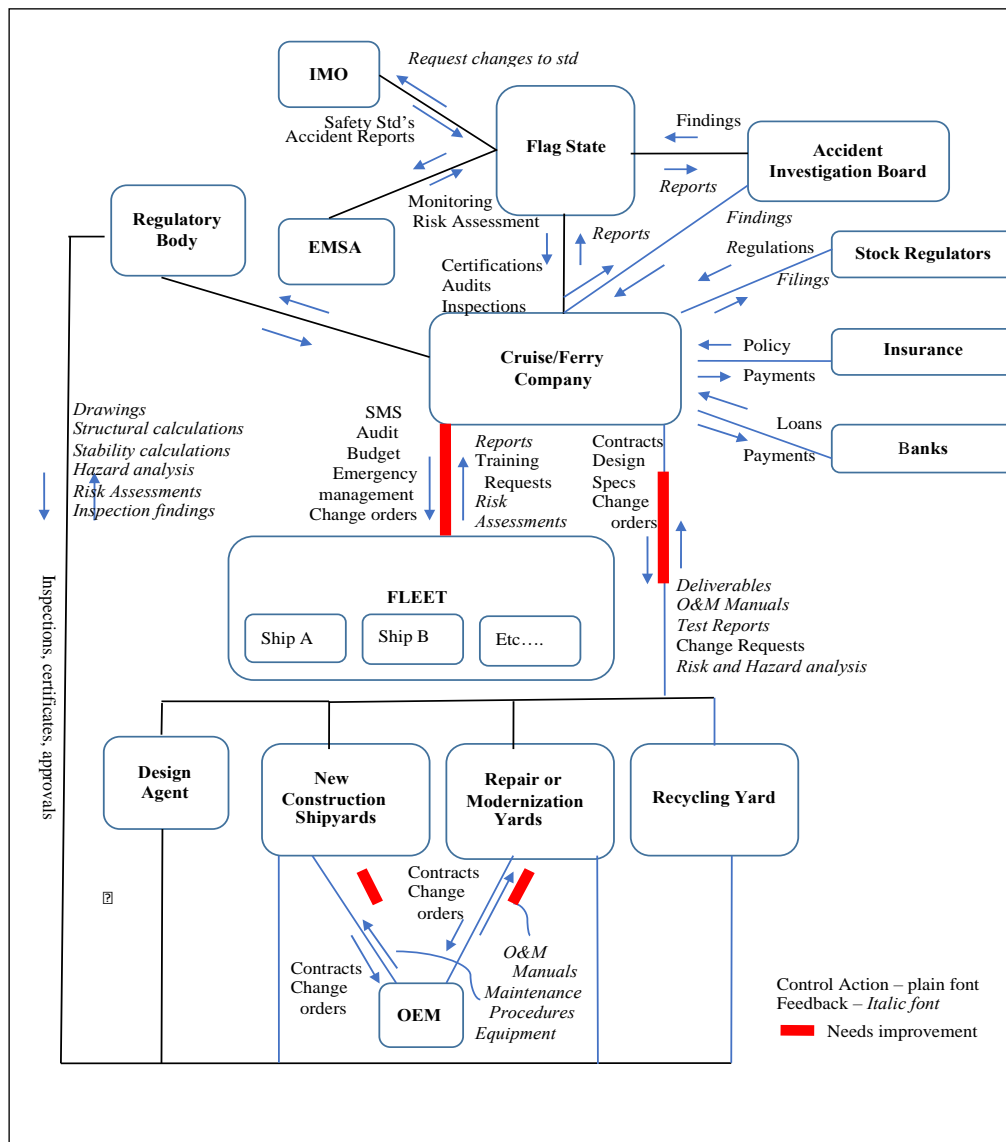 IMO
Request changes to std
Safety Std's
Accident Reports
Flag State
Findings
Accident
Investigation Board
Reports
Monitoring
Risk Assessment
Regulatory
Body
EMSA
Findings
Reports
Regulations
Stock Regulators
Filings
Certifications
Audits
Inspections
Cruise/Ferry
Company
Policy
Insurance
Payments
Loans
Banks
Payments
Drawings
Structural calculations
Stability calculations
Hazard analysis
Risk Assessments
Inspection findings
SMS
Audit
Budget
Emergency
management
Change orders
Reports
Training
Requests
Risk
Assessments
Contracts
Design
Specs
Change
orders
FLEET
Ship A
Ship B
Etc….
Deliverables
O&M Manuals
Test Reports
Change Requests
Risk and Hazard analysis
Inspections, certificates, approvals
Design
Agent
New
Construction
Shipyards
Repair or
Modernization
Yards
Recycling Yard
Contracts
Change
orders
Contracts
Change
orders
OEM
O&M
Manuals
Maintenance
Procedures
Equipment
Control Action – plain font
Feedback – Italic font
Needs improvement